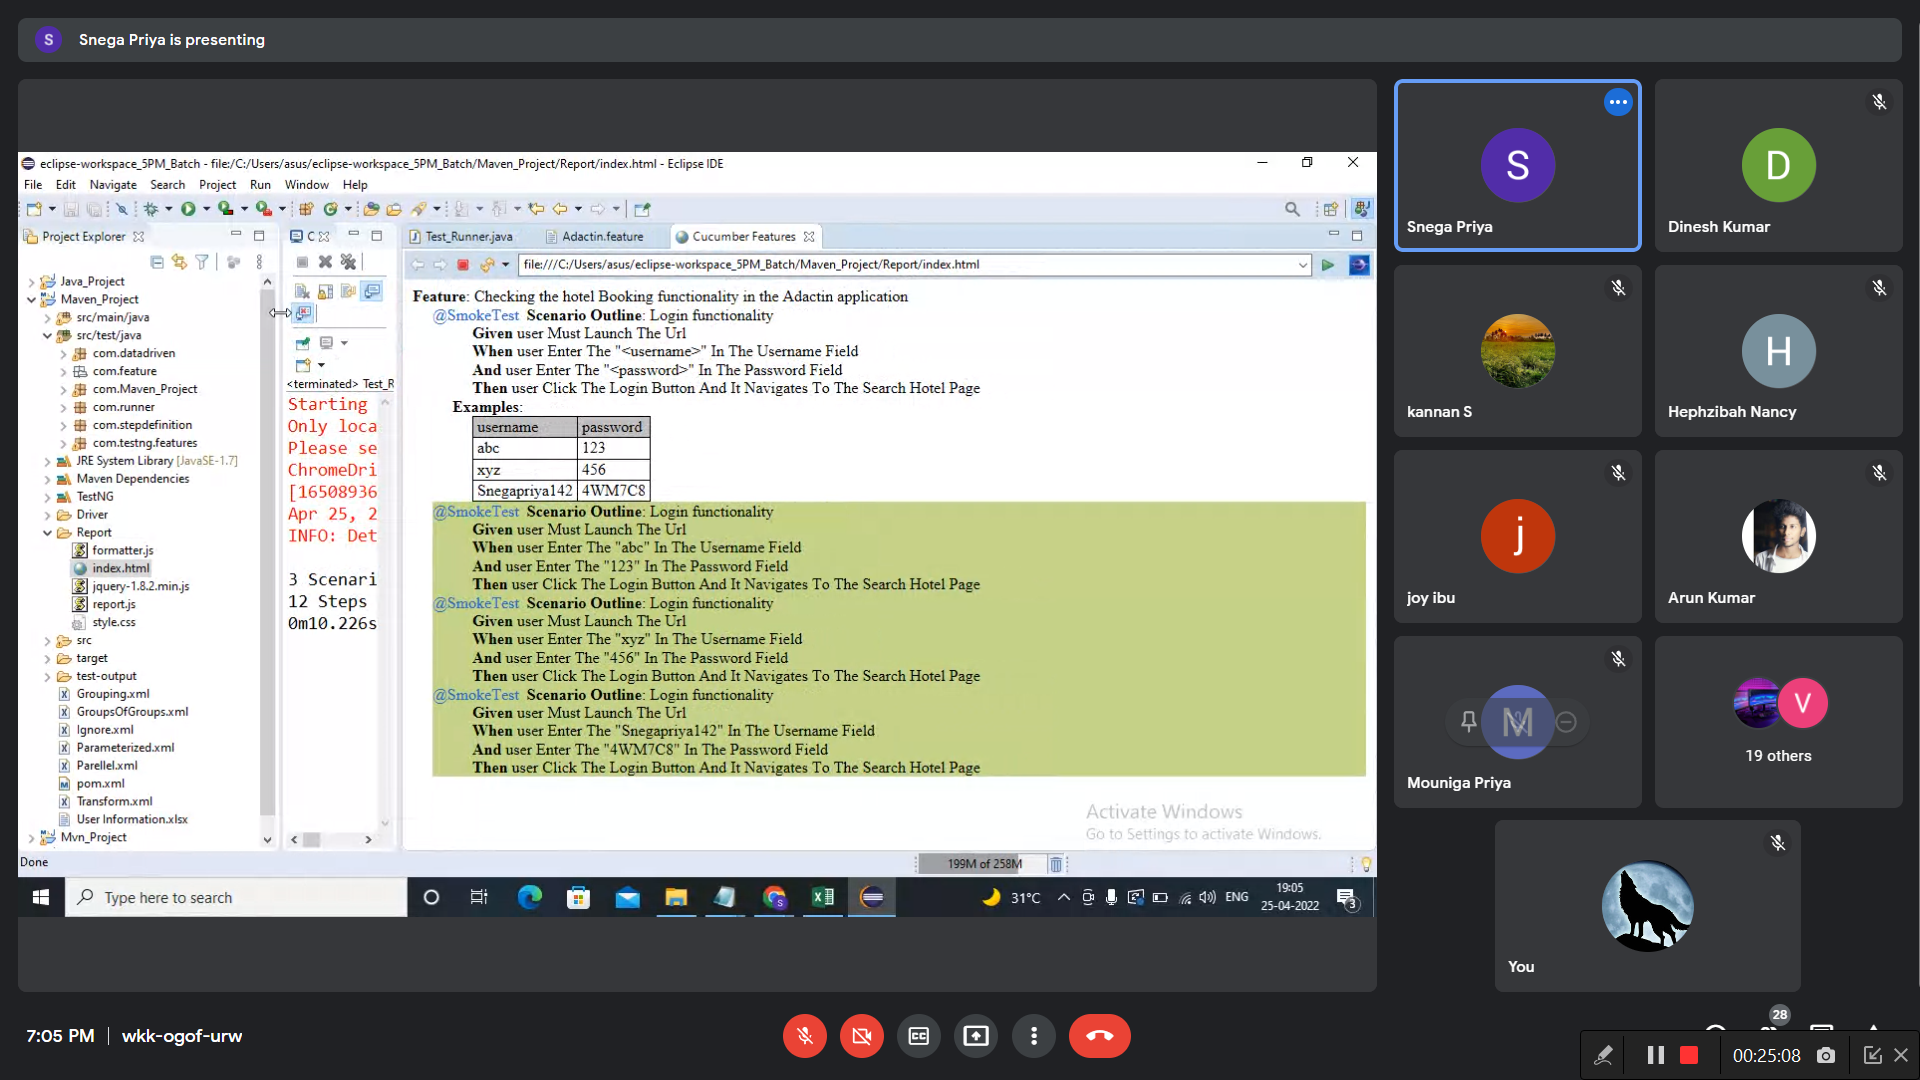 S Snega Priya is presenting
eclipse-workspace_5PM_Batch - file:/C:/Users/asus/eclipse-workspace_5PM_Batch/Maven_Project/Report/index.html - Eclipse IDE
File Edit Navigate Search Project Run Window Help
Project Explorer
C
Test_Runner.java
Adactin.feature
Cucumber Features
file:///C:/Users/asus/eclipse-workspace_5PM_Batch/Maven_Project/Report/index.html
Java_Project
Maven_Project
src/main/java
src/test/java
com.datadriven
com.feature
com.Maven_Project
com.runner
com.stepdefinition
com.testng.features
JRE System Library [JavaSE-1.7]
Maven Dependencies
TestNG
Driver
Report
formatter.js
index.html
jquery-1.8.2.min.js
report.js
style.css
src
target
test-output
Grouping.xml
GroupsOfGroups.xml
Ignore.xml
Parameterized.xml
Parellel.xml
pom.xml
Transform.xml
User Information.xlsx
Mvn_Project
<terminated> Test_R
Starting
Only loca
Please se
ChromeDri
[16508936
Apr 25, 2
INFO: Det
3 Scenari
12 Steps
0m10.226s
Feature: Checking the hotel Booking functionality in the Adactin application
@SmokeTest Scenario Outline: Login functionality
Given user Must Launch The Url
When user Enter The "<username>" In The Username Field
And user Enter The "<password>" In The Password Field
Then user Click The Login Button And It Navigates To The Search Hotel Page
Examples:
username password
abc 123
xyz 456
Snegapriya142 4WM7C8
@SmokeTest Scenario Outline: Login functionality
Given user Must Launch The Url
When user Enter The "abc" In The Username Field
And user Enter The "123" In The Password Field
Then user Click The Login Button And It Navigates To The Search Hotel Page
@SmokeTest Scenario Outline: Login functionality
Given user Must Launch The Url
When user Enter The "xyz" In The Username Field
And user Enter The "456" In The Password Field
Then user Click The Login Button And It Navigates To The Search Hotel Page
@SmokeTest Scenario Outline: Login functionality
Given user Must Launch The Url
When user Enter The "Snegapriya142" In The Username Field
And user Enter The "4WM7C8" In The Password Field
Then user Click The Login Button And It Navigates To The Search Hotel Page
Activate Windows
Go to Settings to activate Windows.
Done
199M of 258M
Type here to search
31°C
ENG
19:05
25-04-2022
3
S
Snega Priya
D
Dinesh Kumar
kannan S
H
Hephzibah Nancy
j
joy ibu
Arun Kumar
M
Mouniga Priya
V
19 others
You
7:05 PM
wkk-ogof-urw
CC
28
00:25:08